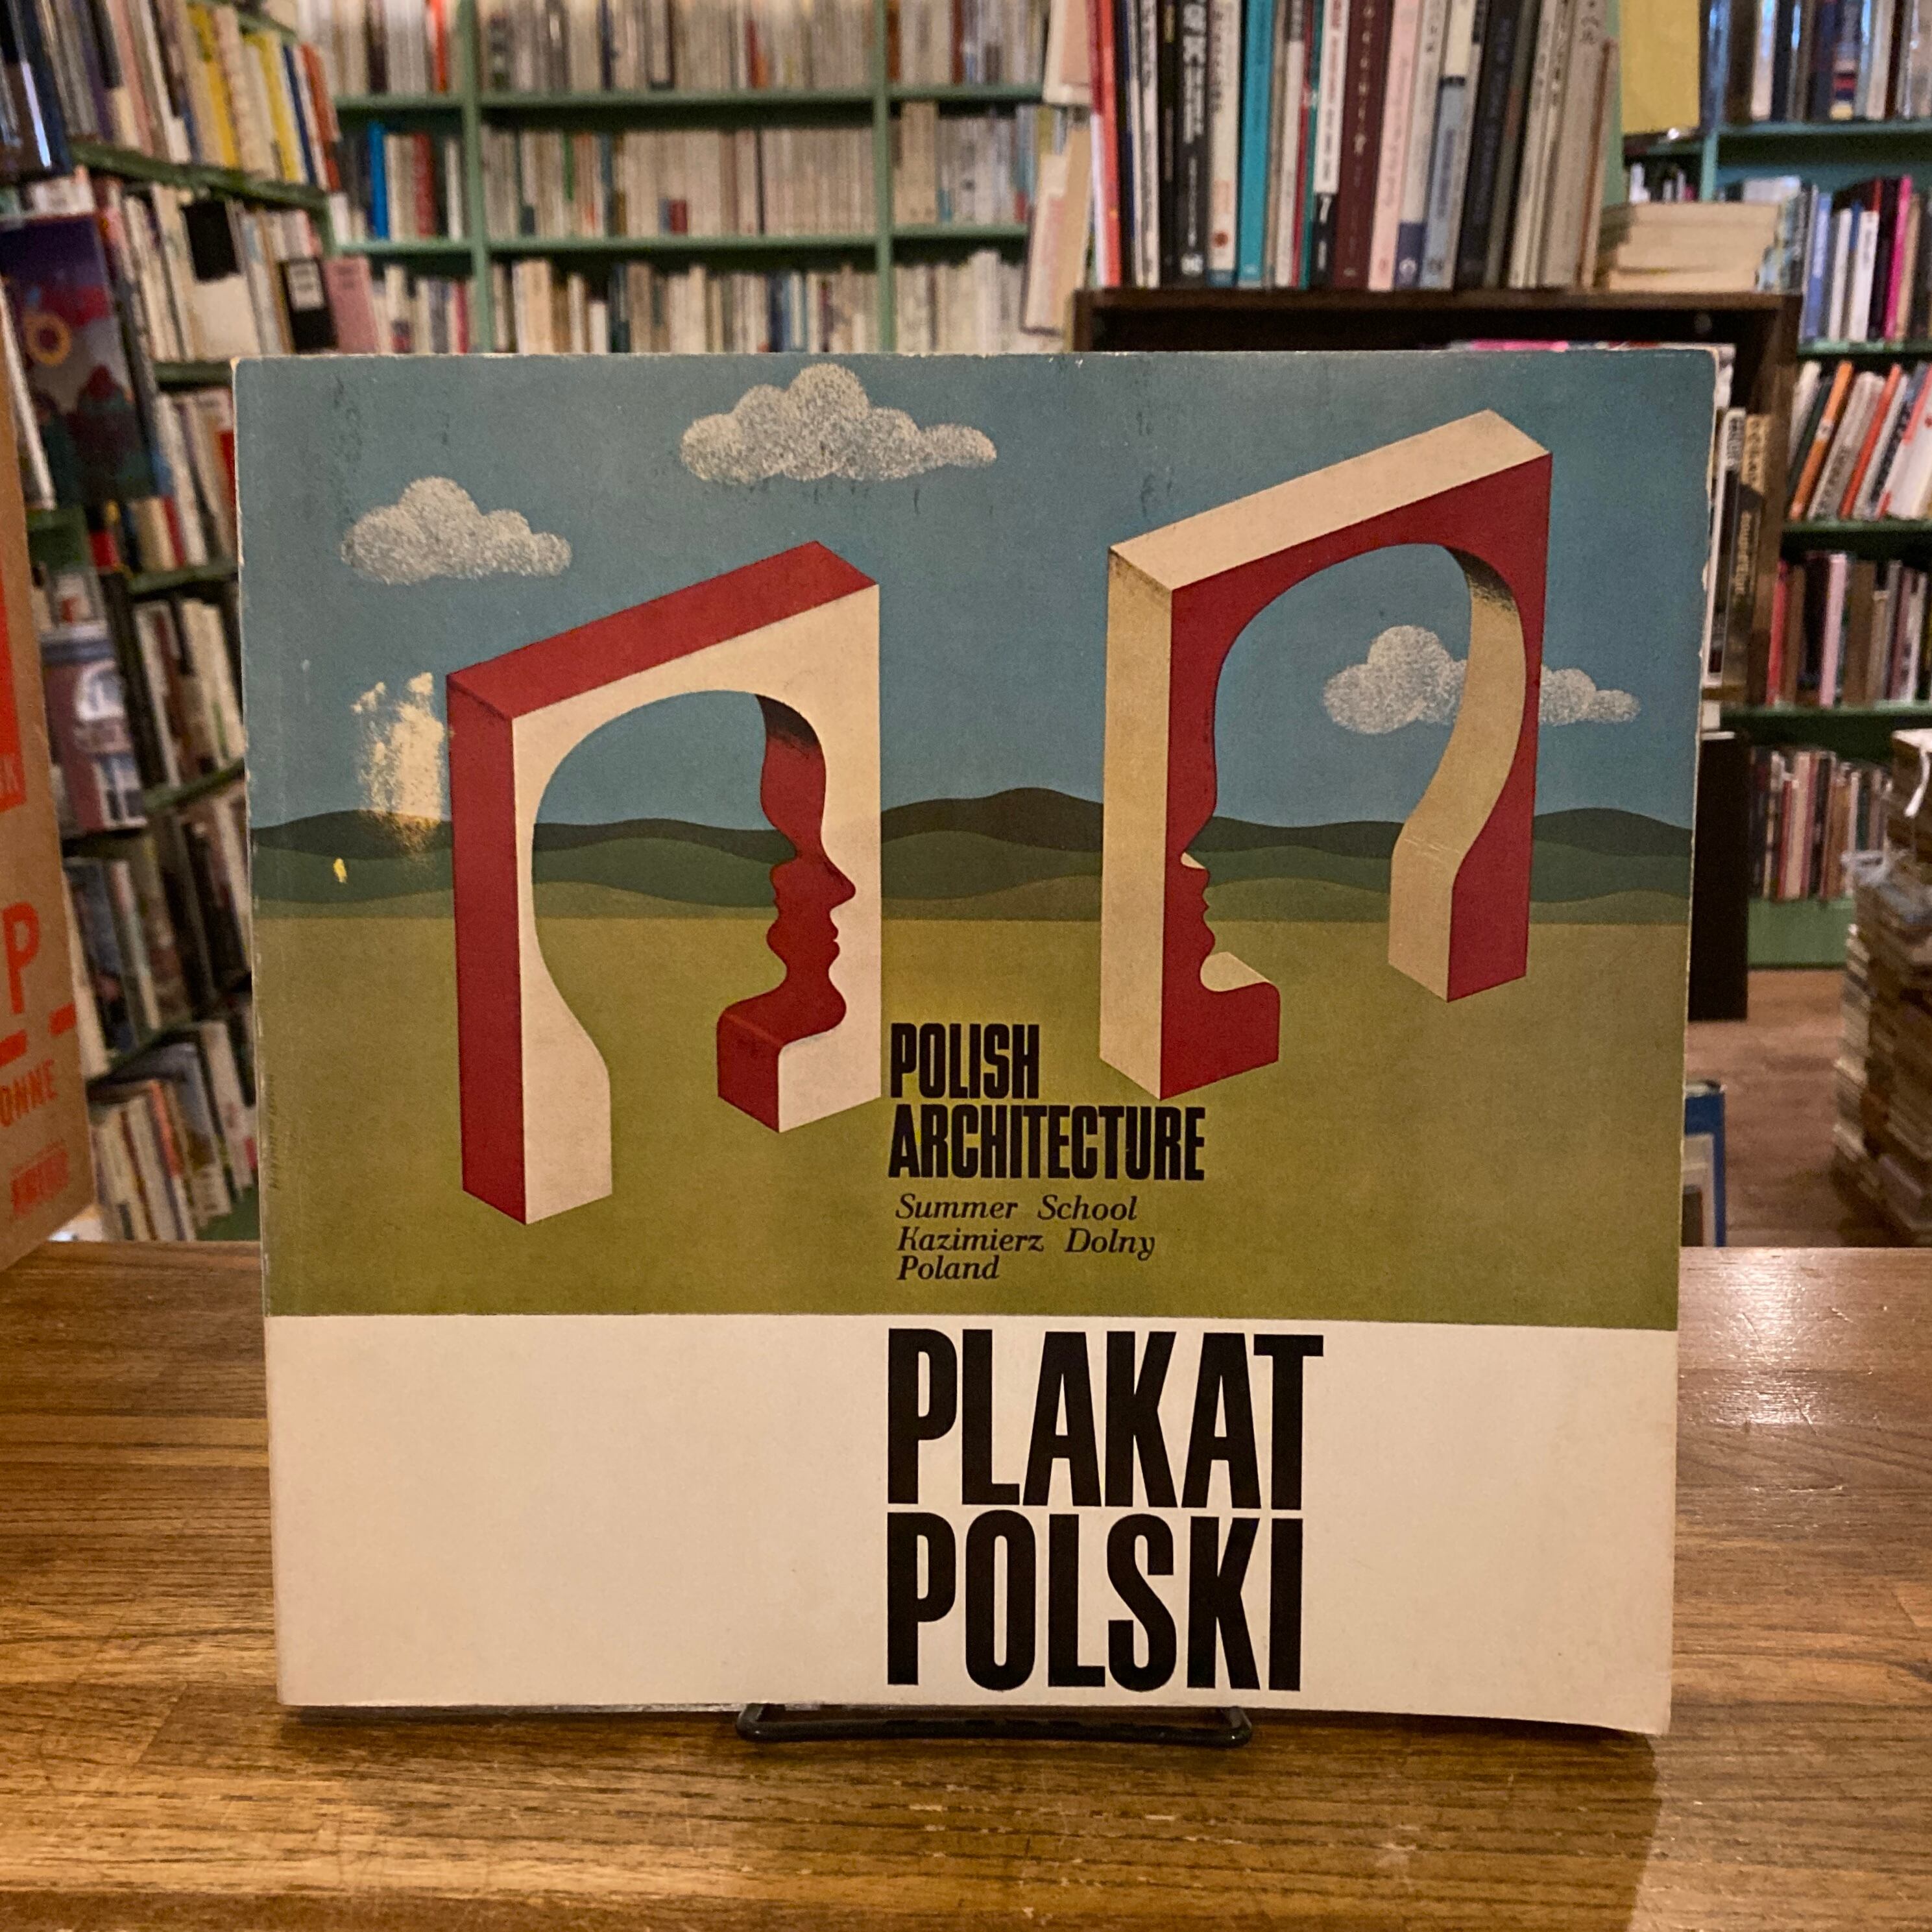 POLISH
ARCHITECTURE
Summer School
Kazimierz Dolny
Poland
PLAKAT
POLSKI